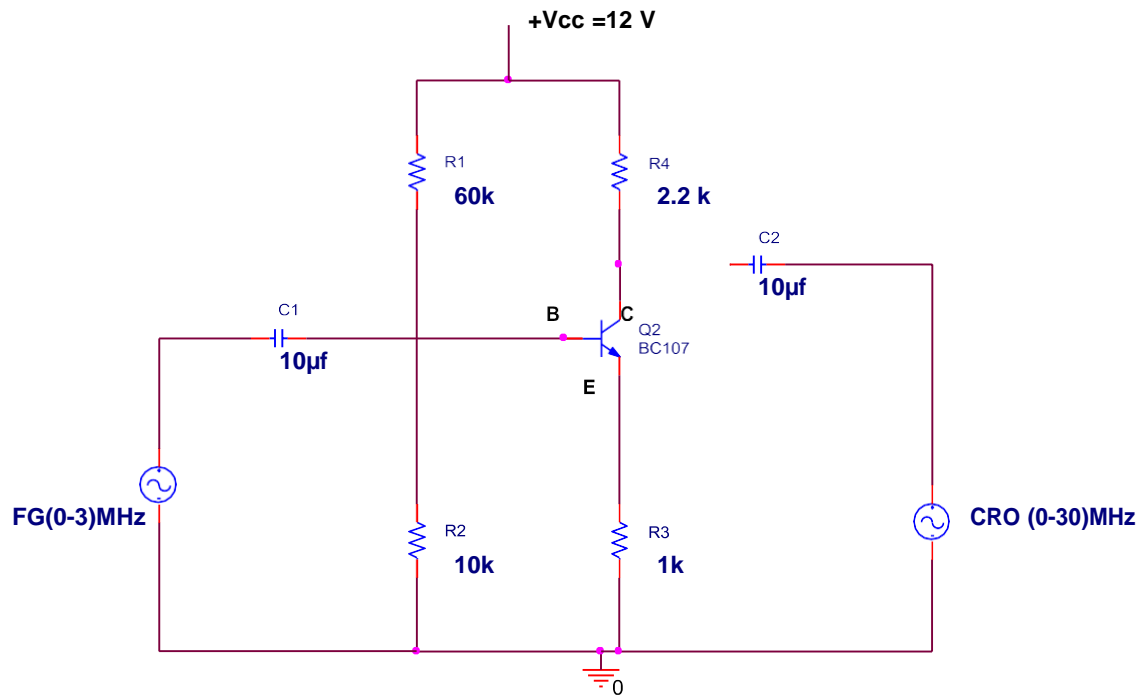 +Vcc =12 V
R1
60k
R4
2.2 k
C2
10µf
C1
10µf
B
C
Q2
BC107
E
FG(0-3)MHz
R2
10k
R3
1k
CRO (0-30)MHz
0